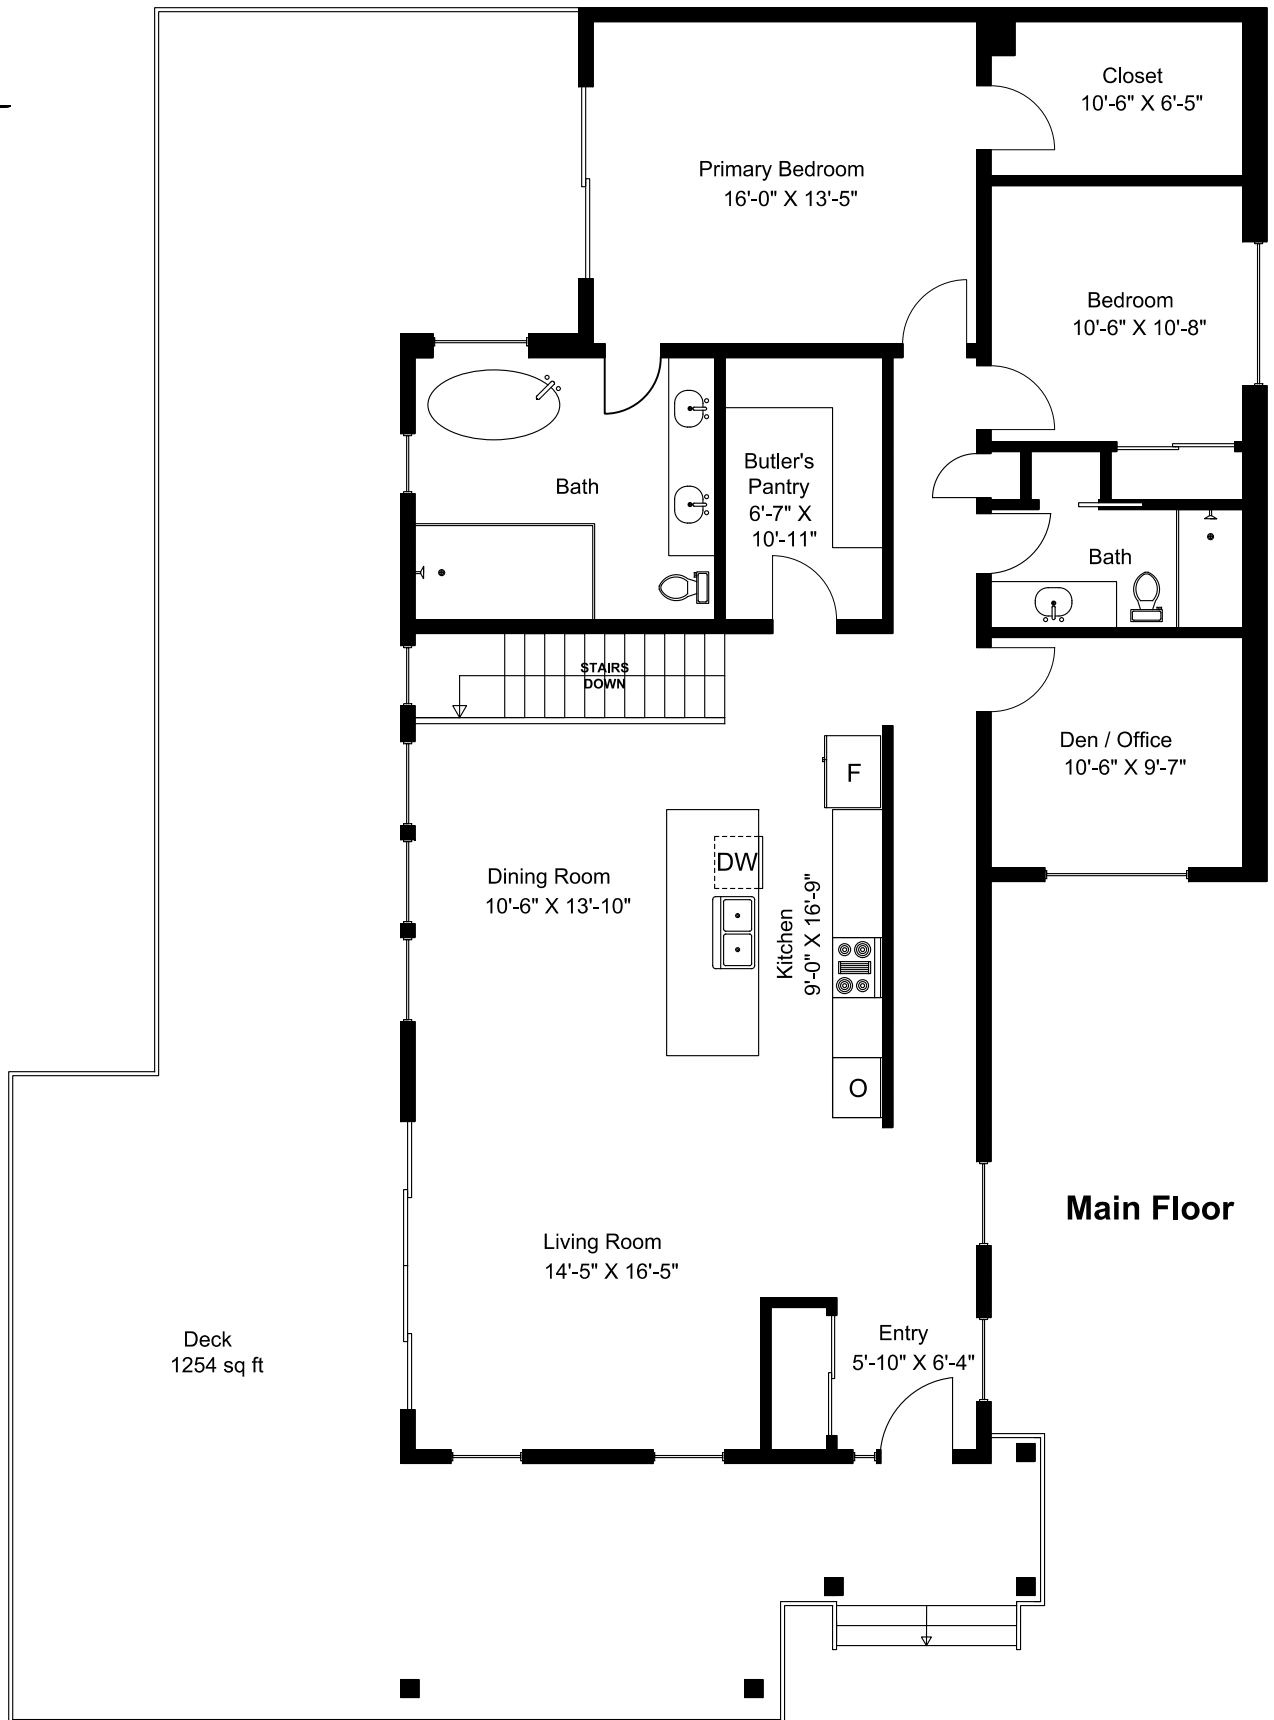 Closet
10'-6" X 6'-5"
Primary Bedroom
16'-0" X 13'-5"
Bedroom
10'-6" X 10'-8"
Bath
Butler's
Pantry
6'-7" X
10'-11"
Bath
STAIRS
DOWN
Den / Office
10'-6" X 9'-7"
F
DW
Dining Room
10'-6" X 13'-10"
Kitchen
9'-0" X 16'-9"
O
Main Floor
Living Room
14'-5" X 16'-5"
Deck
1254 sq ft
Entry
5'-10" X 6'-4"